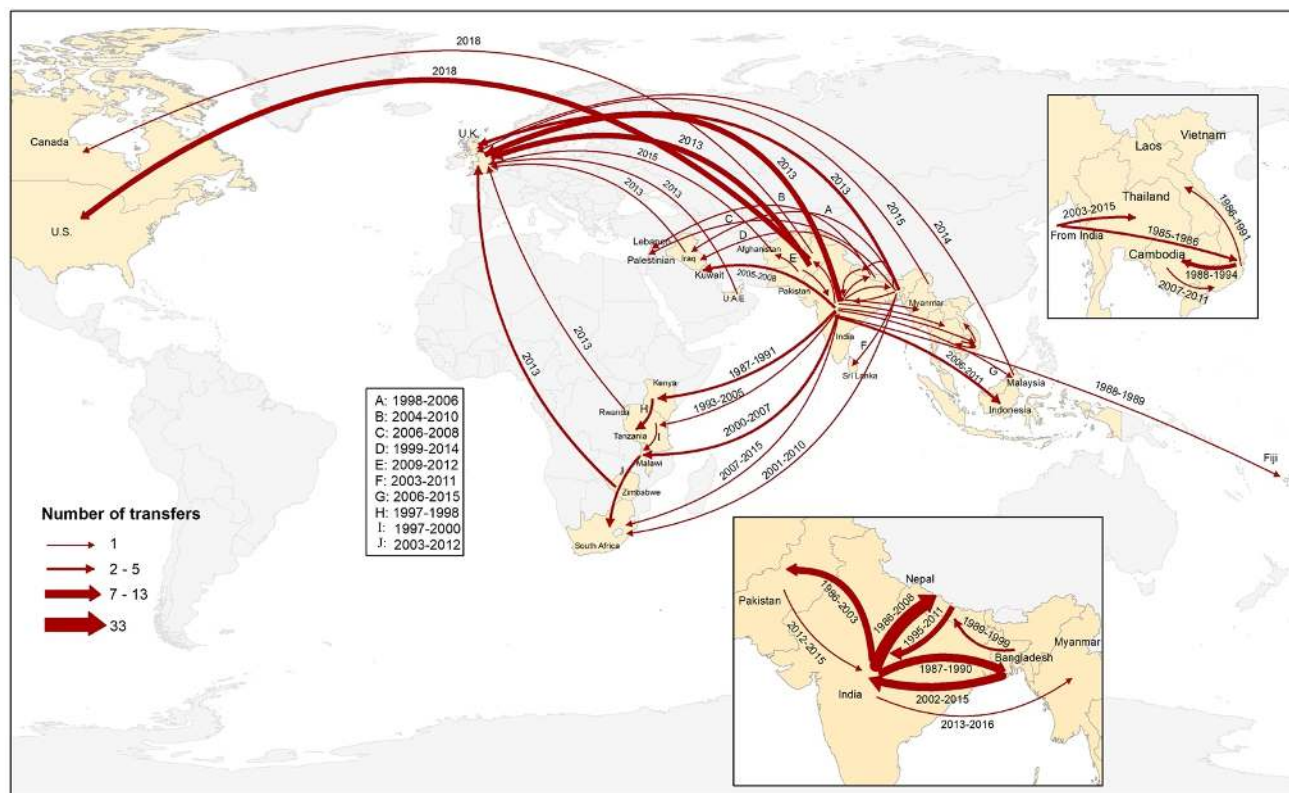 2018
2018
Canada
U.S.
U.K.
2013
2015
2013
2013
2013
2013
2015
2014
A
B
C
D
E
Lebanon
Palestinian
Iraq
Kuwait
Afghanistan
2005-2008
Pakistan
U.A.E
Myanmar
India
F
Sri Lanka
G
2006-2011
Malaysia
Indonesia
1988-1989
Fiji
2013
2013
1987-1991
Kenya
1993-2005
Rwanda
H
Tanzania
I
2000-2007
Malawi
2007-2015
2001-2010
J
Zimbabwe
South Africa
A: 1998-2006
B: 2004-2010
C: 2006-2008
D: 1999-2014
E: 2009-2012
F: 2003-2011
G: 2006-2015
H: 1997-1998
I: 1997-2000
J: 2003-2012
Number of transfers
1
2 - 5
7 - 13
33
Vietnam
Laos
Thailand
2003-2015
From India
1985-1986
1986-1991
Cambodia
1988-1994
2007-2011
Nepal
Pakistan
1986-2003
1988-2008
1995-2011
1989-1999
Myanmar
2012-2015
Bangladesh
1987-1990
India
2002-2015
2013-2016